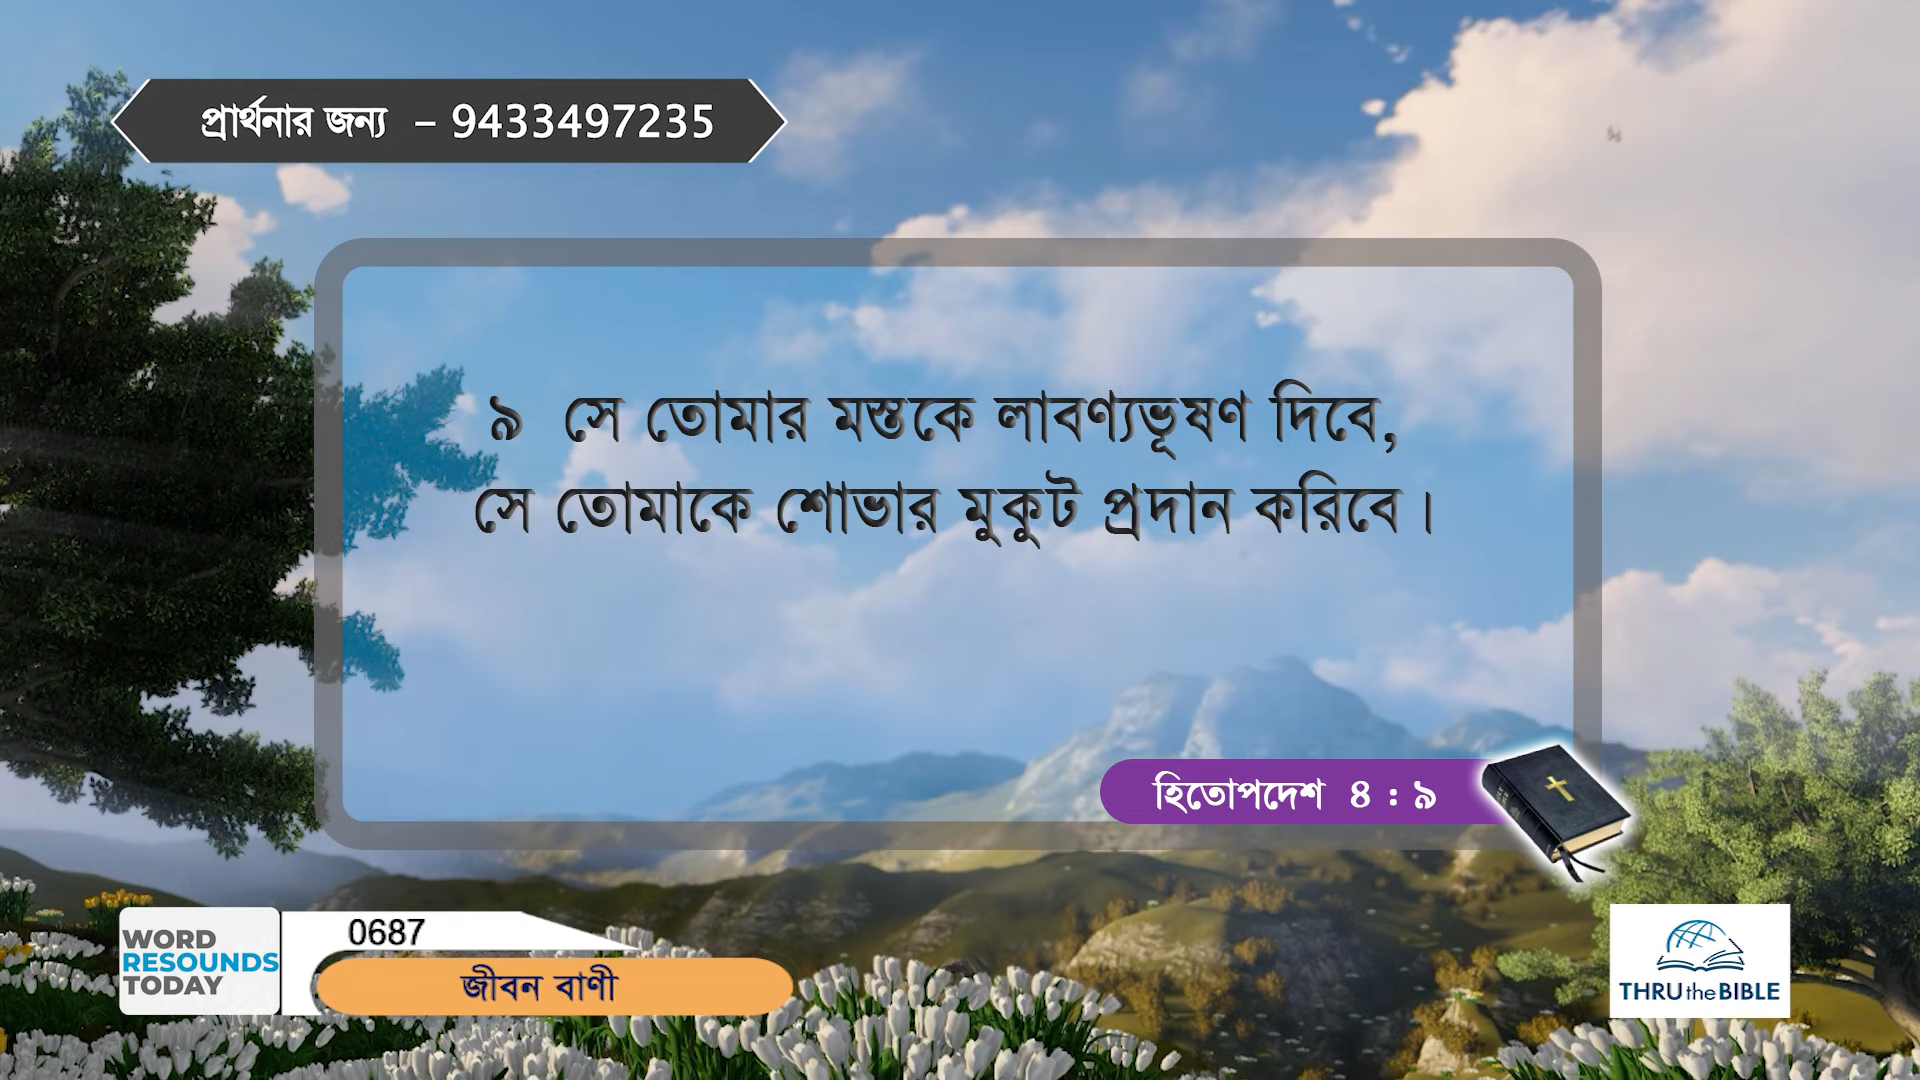 প্রার্থনার জন্য – 9433497235
৯ সে তোমার মস্তকে লাবণ্যভূষণ দিবে,
সে তোমাকে শোভার মুকুট প্রদান করিবে।
হিতোপদেশ ৪ : ৯
WORD
RESOUNDS
TODAY
0687
জীবন বাণী
THRU the BIBLE